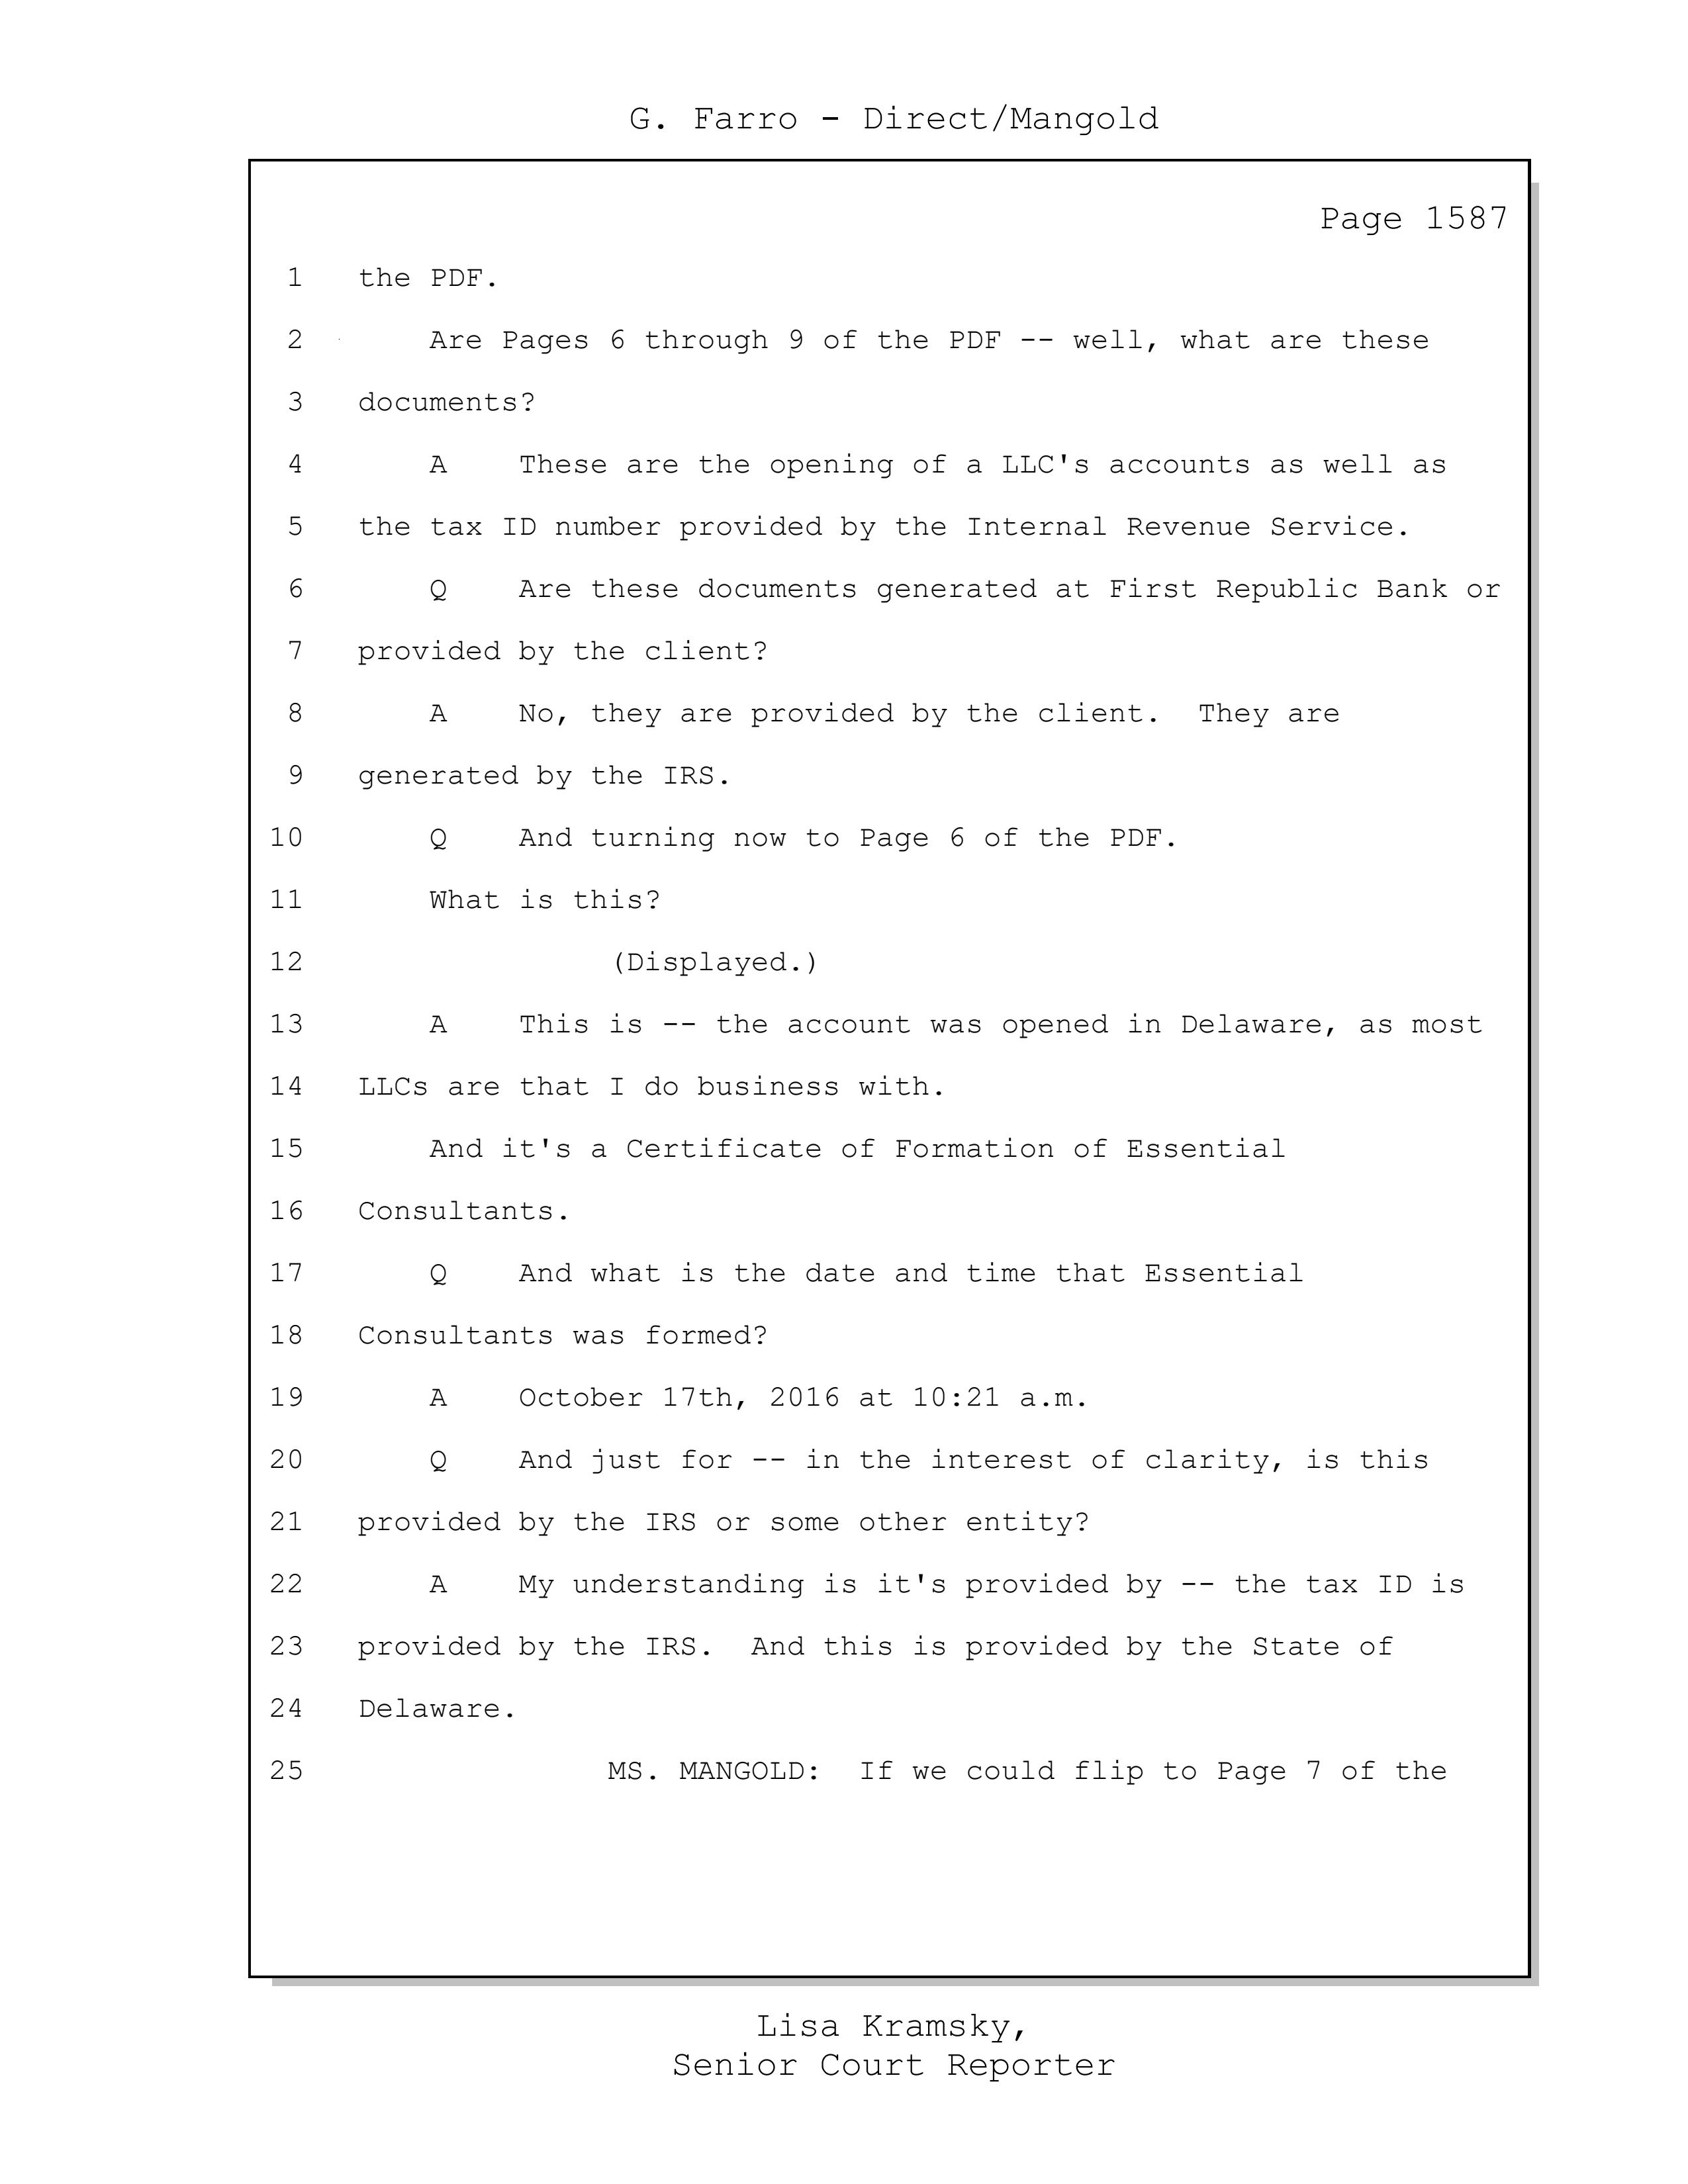 G. Farro - Direct/Mangold
Page 1587
1 the PDF.
2 Are Pages 6 through 9 of the PDF -- well, what are these
3 documents?
4 A These are the opening of a LLC's accounts as well as
5 the tax ID number provided by the Internal Revenue Service.
6 Q Are these documents generated at First Republic Bank or
7 provided by the client?
8 A No, they are provided by the client. They are
9 generated by the IRS.
10 Q And turning now to Page 6 of the PDF.
11 What is this?
12 (Displayed.)
13 A This is -- the account was opened in Delaware, as most
14 LLCs are that I do business with.
15 And it's a Certificate of Formation of Essential
16 Consultants.
17 Q And what is the date and time that Essential
18 Consultants was formed?
19 A October 17th, 2016 at 10:21 a.m.
20 Q And just for -- in the interest of clarity, is this
21 provided by the IRS or some other entity?
22 A My understanding is it's provided by -- the tax ID is
23 provided by the IRS. And this is provided by the State of
24 Delaware.
25 MS. MANGOLD: If we could flip to Page 7 of the
Lisa Kramsky,
Senior Court Reporter